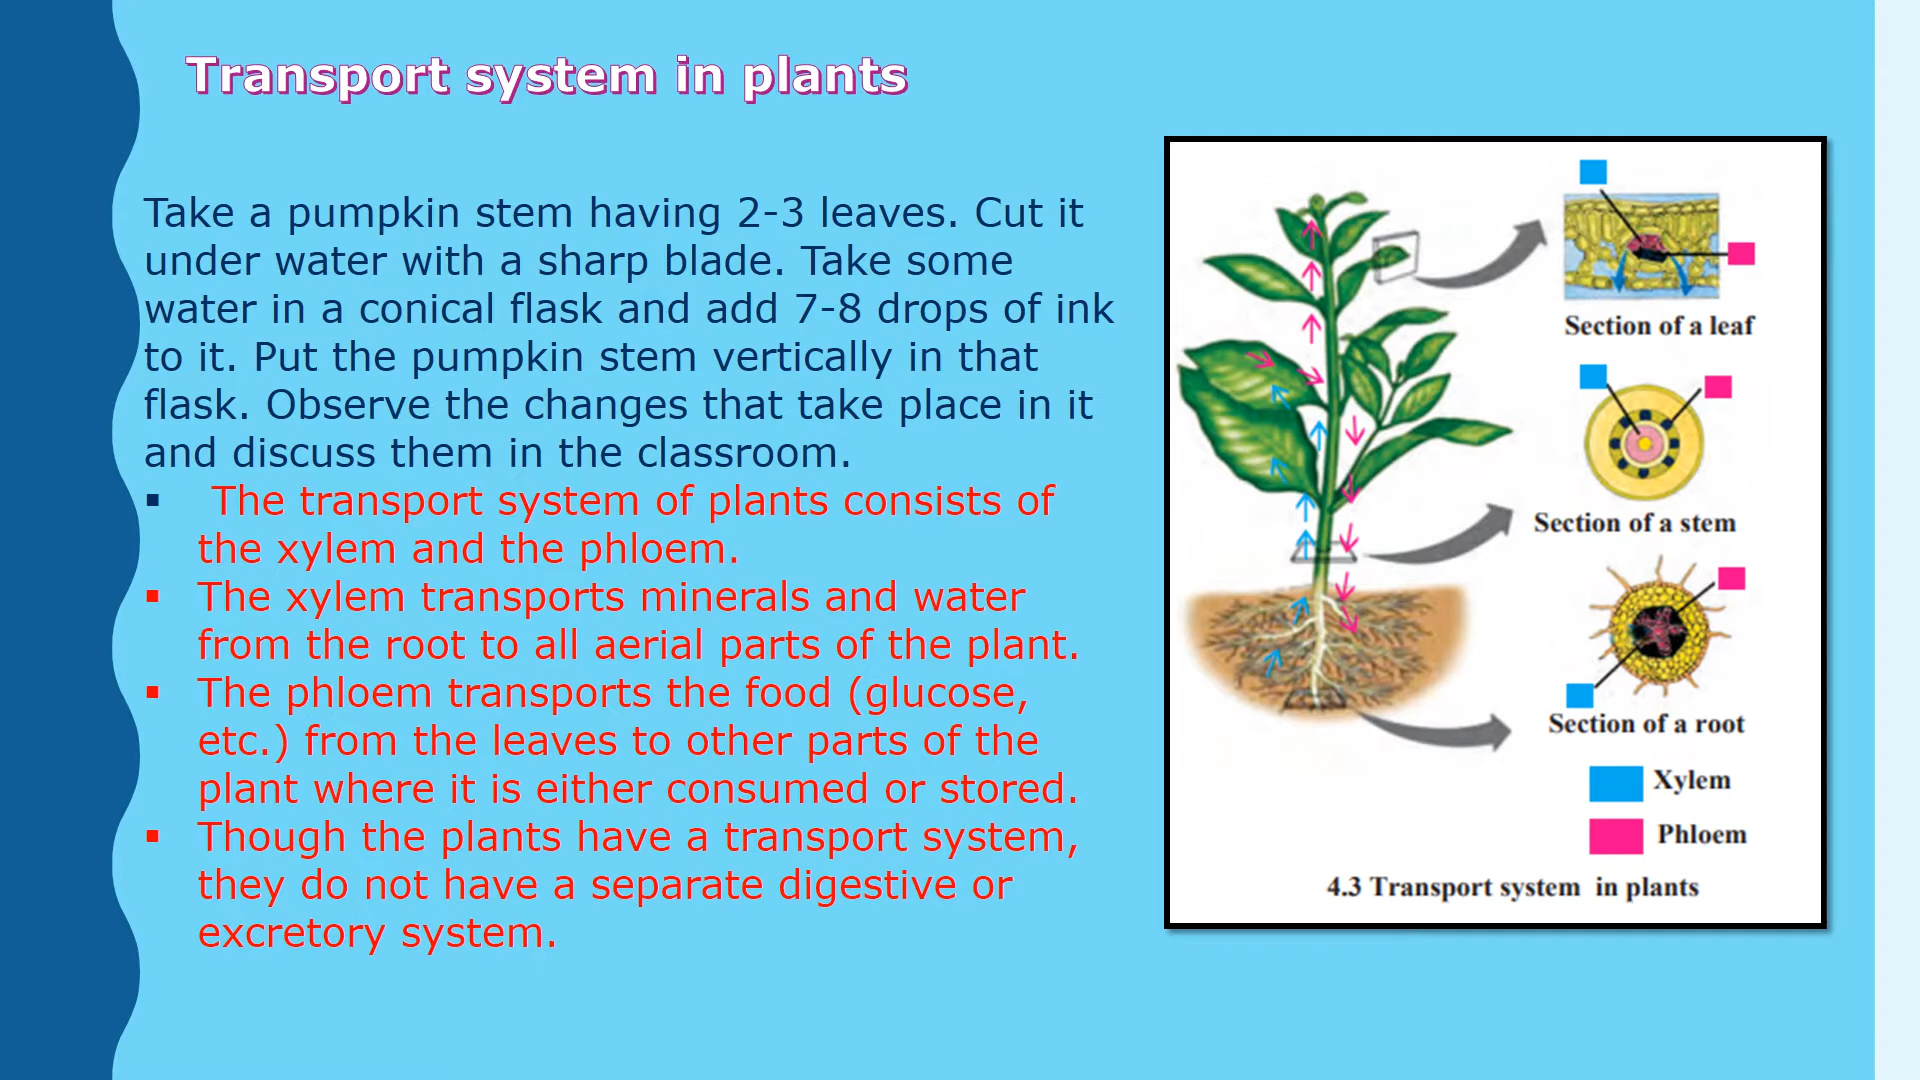 Transport system in plants
Take a pumpkin stem having 2-3 leaves. Cut it
under water with a sharp blade. Take some
water in a conical flask and add 7-8 drops of ink
to it. Put the pumpkin stem vertically in that
flask. Observe the changes that take place in it
and discuss them in the classroom.
▪ The transport system of plants consists of
the xylem and the phloem.
▪ The xylem transports minerals and water
from the root to all aerial parts of the plant.
▪ The phloem transports the food (glucose,
etc.) from the leaves to other parts of the
plant where it is either consumed or stored.
▪ Though the plants have a transport system,
they do not have a separate digestive or
excretory system.
Section of a leaf
Section of a stem
Section of a root
Xylem
Phloem
4.3 Transport system in plants